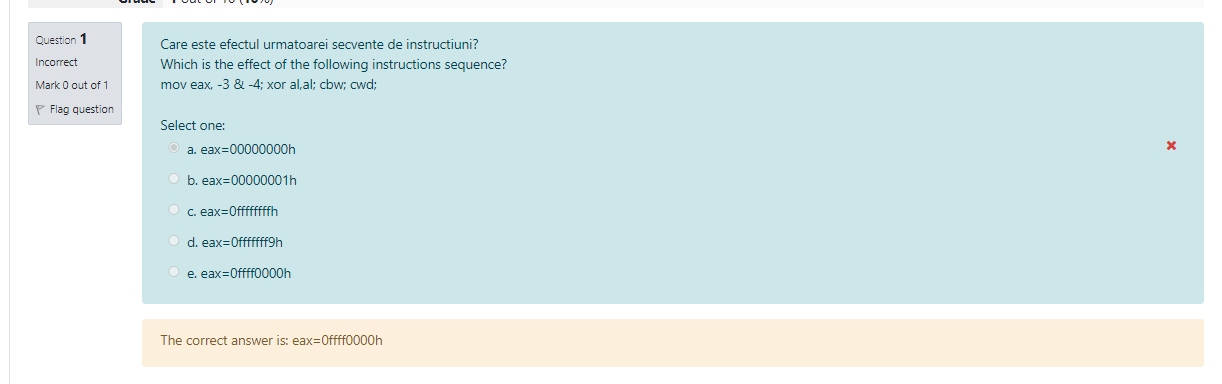 Grade 1 out of 10 (10%)
Question 1
Incorrect
Mark 0 out of 1
Flag question
Care este efectul urmatoarei secvente de instructiuni?
Which is the effect of the following instructions sequence?
mov eax, -3 & -4; xor al,al; cbw; cwd;
Select one:
a. eax=00000000h
b. eax=00000001h
c. eax=0ffffffffh
d. eax=0fffffff9h
e. eax=0ffff0000h
The correct answer is: eax=0ffff0000h